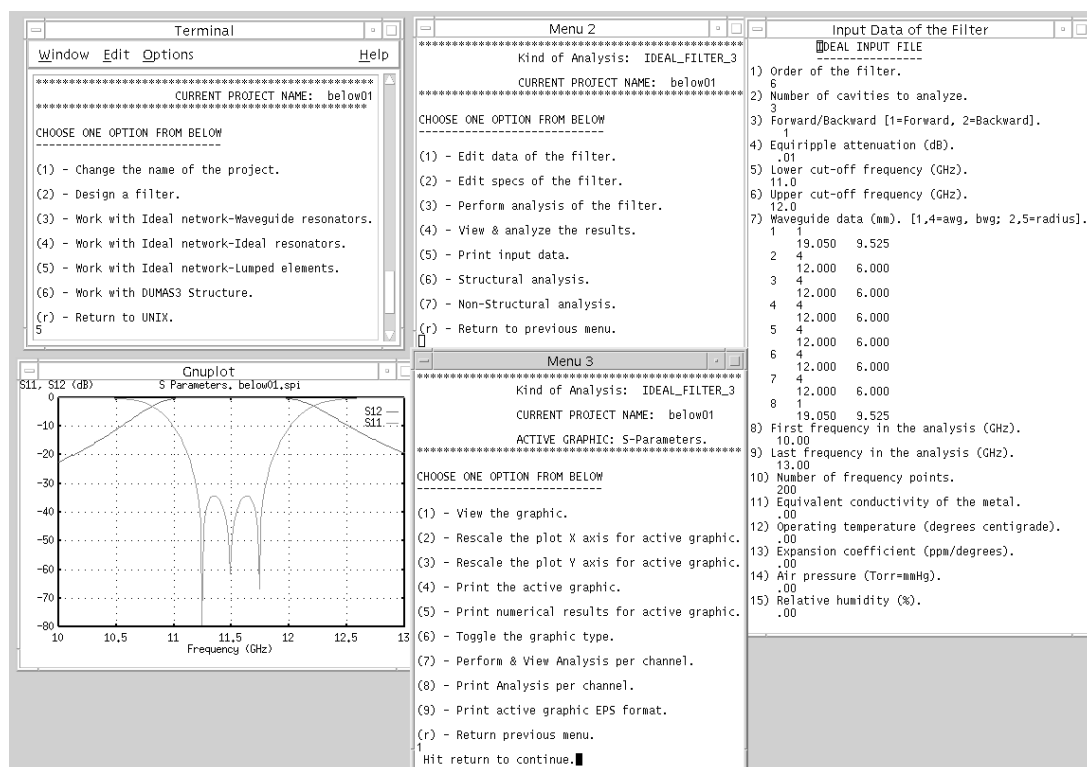 Terminal
Window Edit Options Help
************************************************
CURRENT PROJECT NAME: below01
************************************************
CHOOSE ONE OPTION FROM BELOW
----------------------------
(1) - Change the name of the project.
(2) - Design a filter.
(3) - Work with Ideal network-Waveguide resonators.
(4) - Work with Ideal network-Ideal resonators.
(5) - Work with Ideal network-Lumped elements.
(6) - Work with DUMAS3 Structure.
(r) - Return to UNIX.
5
Menu 2
************************************************
Kind of Analysis: IDEAL_FILTER_3
CURRENT PROJECT NAME: below01
************************************************
CHOOSE ONE OPTION FROM BELOW
----------------------------
(1) - Edit data of the filter.
(2) - Edit specs of the filter.
(3) - Perform analysis of the filter.
(4) - View & analyze the results.
(5) - Print input data.
(6) - Structural analysis.
(7) - Non-Structural analysis.
(r) - Return to previous menu.
Input Data of the Filter
IDEAL INPUT FILE
----------------
1) Order of the filter.
6
2) Number of cavities to analyze.
3
3) Forward/Backward [1=Forward, 2=Backward].
1
4) Equiripple attenuation (dB).
.01
5) Lower cut-off frequency (GHz).
11.0
6) Upper cut-off frequency (GHz).
12.0
7) Waveguide data (mm). [1,4=awg, bwg; 2,5=radius].
1 1
19.050 9.525
2 4
12.000 6.000
3 4
12.000 6.000
4 4
12.000 6.000
5 4
12.000 6.000
6 4
12.000 6.000
7 4
12.000 6.000
8 1
19.050 9.525
8) First frequency in the analysis (GHz).
10.00
9) Last frequency in the analysis (GHz).
13.00
10) Number of frequency points.
200
11) Equivalent conductivity of the metal.
.00
12) Operating temperature (degrees centigrade).
.00
13) Expansion coefficient (ppm/degrees).
.00
14) Air pressure (Torr=mmHg).
.00
15) Relative humidity (%).
.00
Gnuplot
S11, S12 (dB) S Parameters. below01.spi
0
-10
-20
-30
-40
-50
-60
-70
-80
S12
S11
10 10.5 11 11.5 12 12.5 13
Frequency (GHz)
Menu 3
************************************************
Kind of Analysis: IDEAL_FILTER_3
CURRENT PROJECT NAME: below01
ACTIVE GRAPHIC: S-Parameters.
************************************************
CHOOSE ONE OPTION FROM BELOW
----------------------------
(1) - View the graphic.
(2) - Rescale the plot X axis for active graphic.
(3) - Rescale the plot Y axis for active graphic.
(4) - Print the active graphic.
(5) - Print numerical results for active graphic.
(6) - Toggle the graphic type.
(7) - Perform & View Analysis per channel.
(8) - Print Analysis per channel.
(9) - Print active graphic EPS format.
(r) - Return previous menu.
1
Hit return to continue.